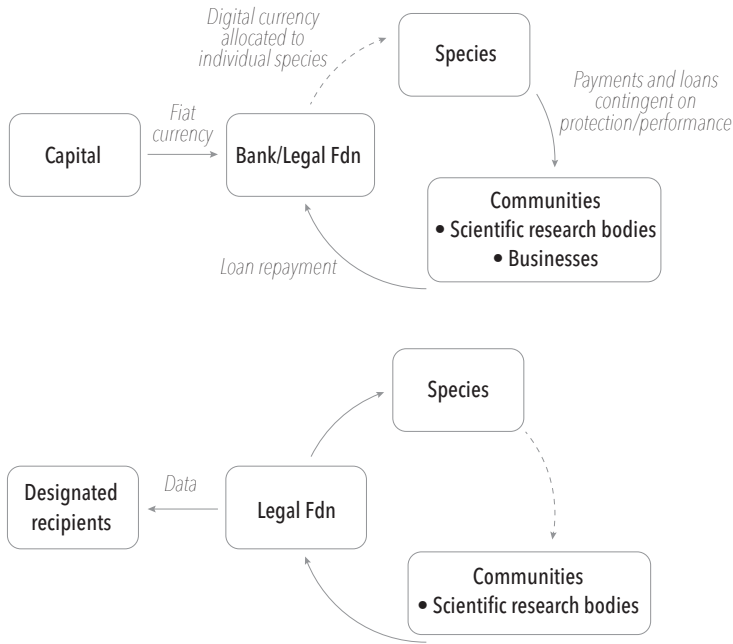 Digital currency
allocated to
individual species
Species
Payments and loans
contingent on
protection/performance
Fiat
currency
Capital
Bank/Legal Fdn
Communities
• Scientific research bodies
• Businesses
Loan repayment
Species
Designated
recipients
Data
Legal Fdn
Communities
• Scientific research bodies